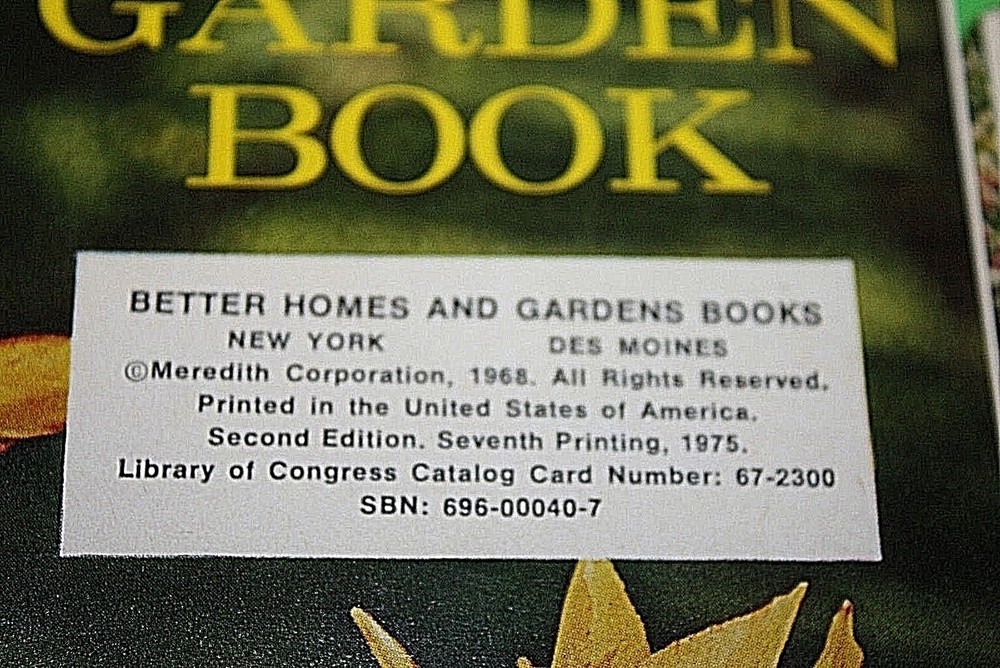 GARDEN
BOOK
BETTER HOMES AND GARDENS BOOKS
NEW YORK DES MOINES
©Meredith Corporation, 1968. All Rights Reserved.
Printed in the United States of America.
Second Edition. Seventh Printing, 1975.
Library of Congress Catalog Card Number: 67-2300
SBN: 696-00040-7